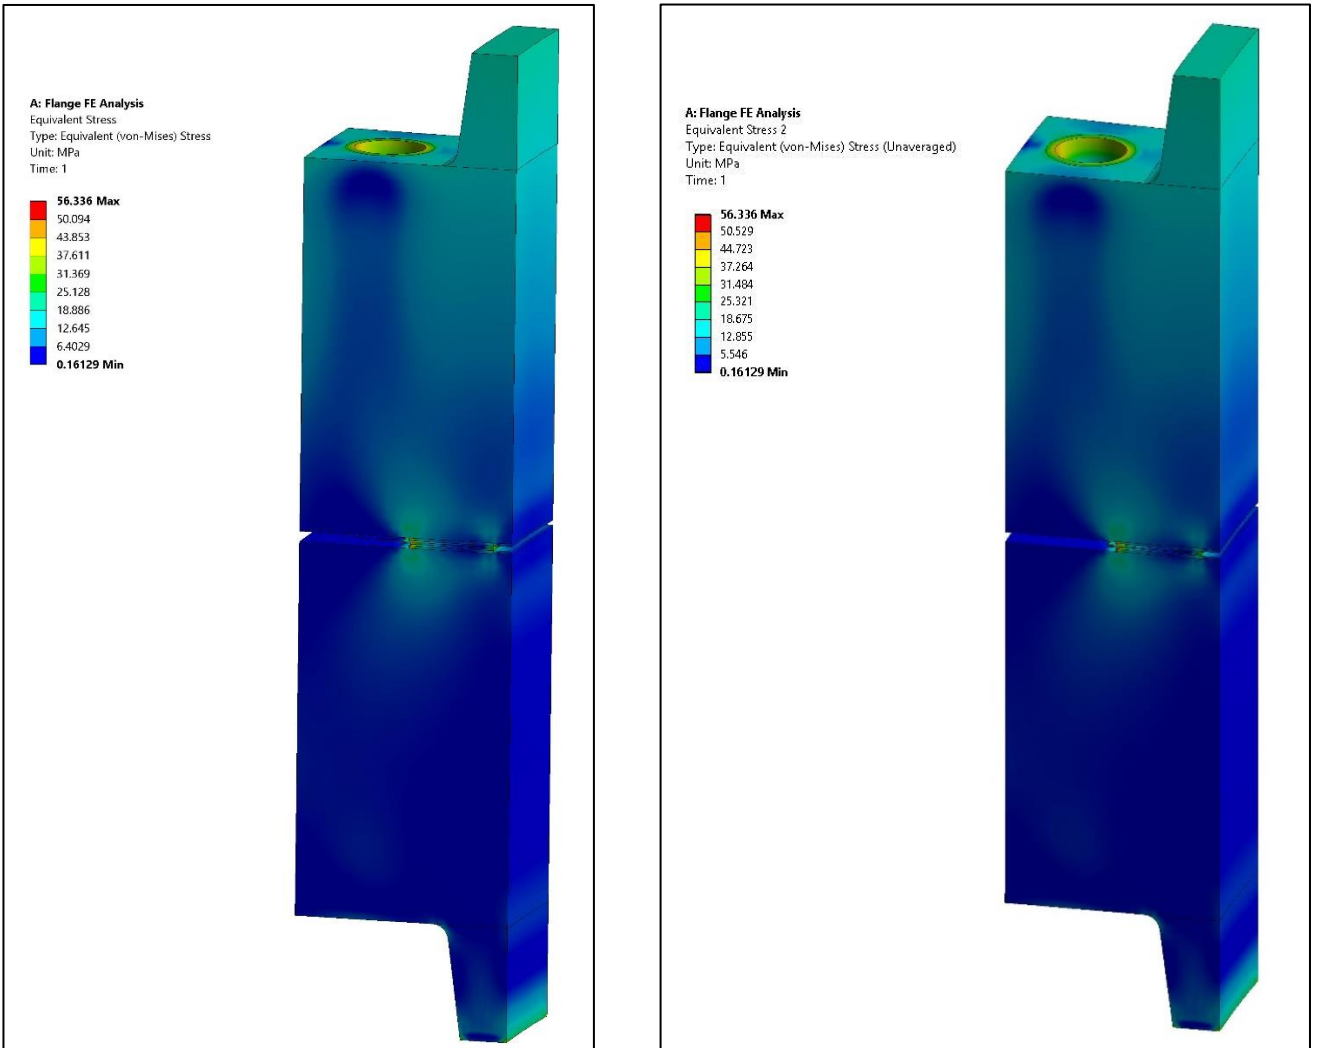 A: Flange FE Analysis
Equivalent Stress
Type: Equivalent (von-Mises) Stress
Unit: MPa
Time: 1
56.336 Max
50.094
43.853
37.611
31.369
25.128
18.886
12.645
6.4029
0.16129 Min
A: Flange FE Analysis
Equivalent Stress 2
Type: Equivalent (von-Mises) Stress (Unaveraged)
Unit: MPa
Time: 1
56.336 Max
50.529
44.723
37.264
31.484
25.321
18.675
12.855
5.546
0.16129 Min